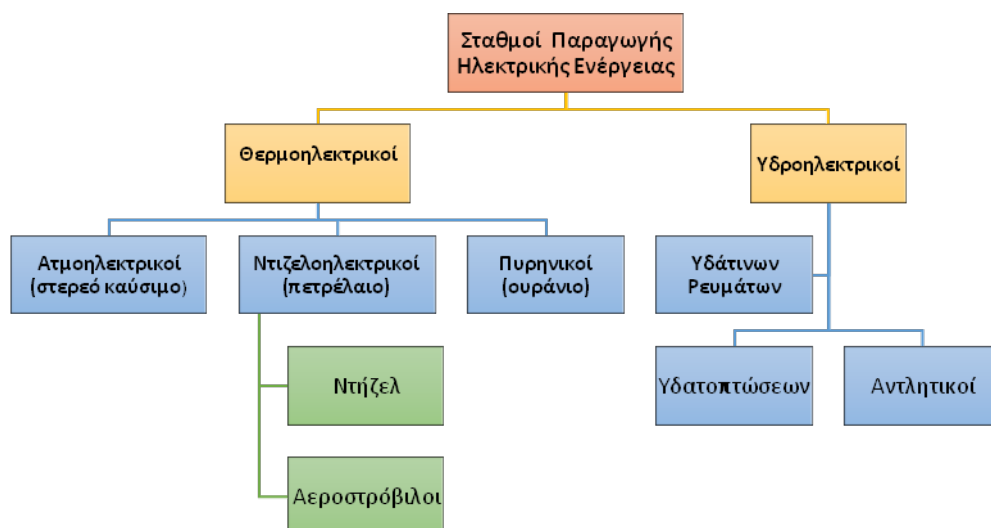 Σταθμοί Παραγωγής
Ηλεκτρικής Ενέργειας
Θερμοηλεκτρικοί
Υδροηλεκτρικοί
Ατμοηλεκτρικοί
(στερεό καύσιμο)
Ντιζελοηλεκτρικοί
(πετρέλαιο)
Πυρηνικοί
(ουράνιο)
Υδάτινων
Ρευμάτων
Ντήζελ
Υδατοπτώσεων
Αντλητικοί
Αεροστρόβιλοι